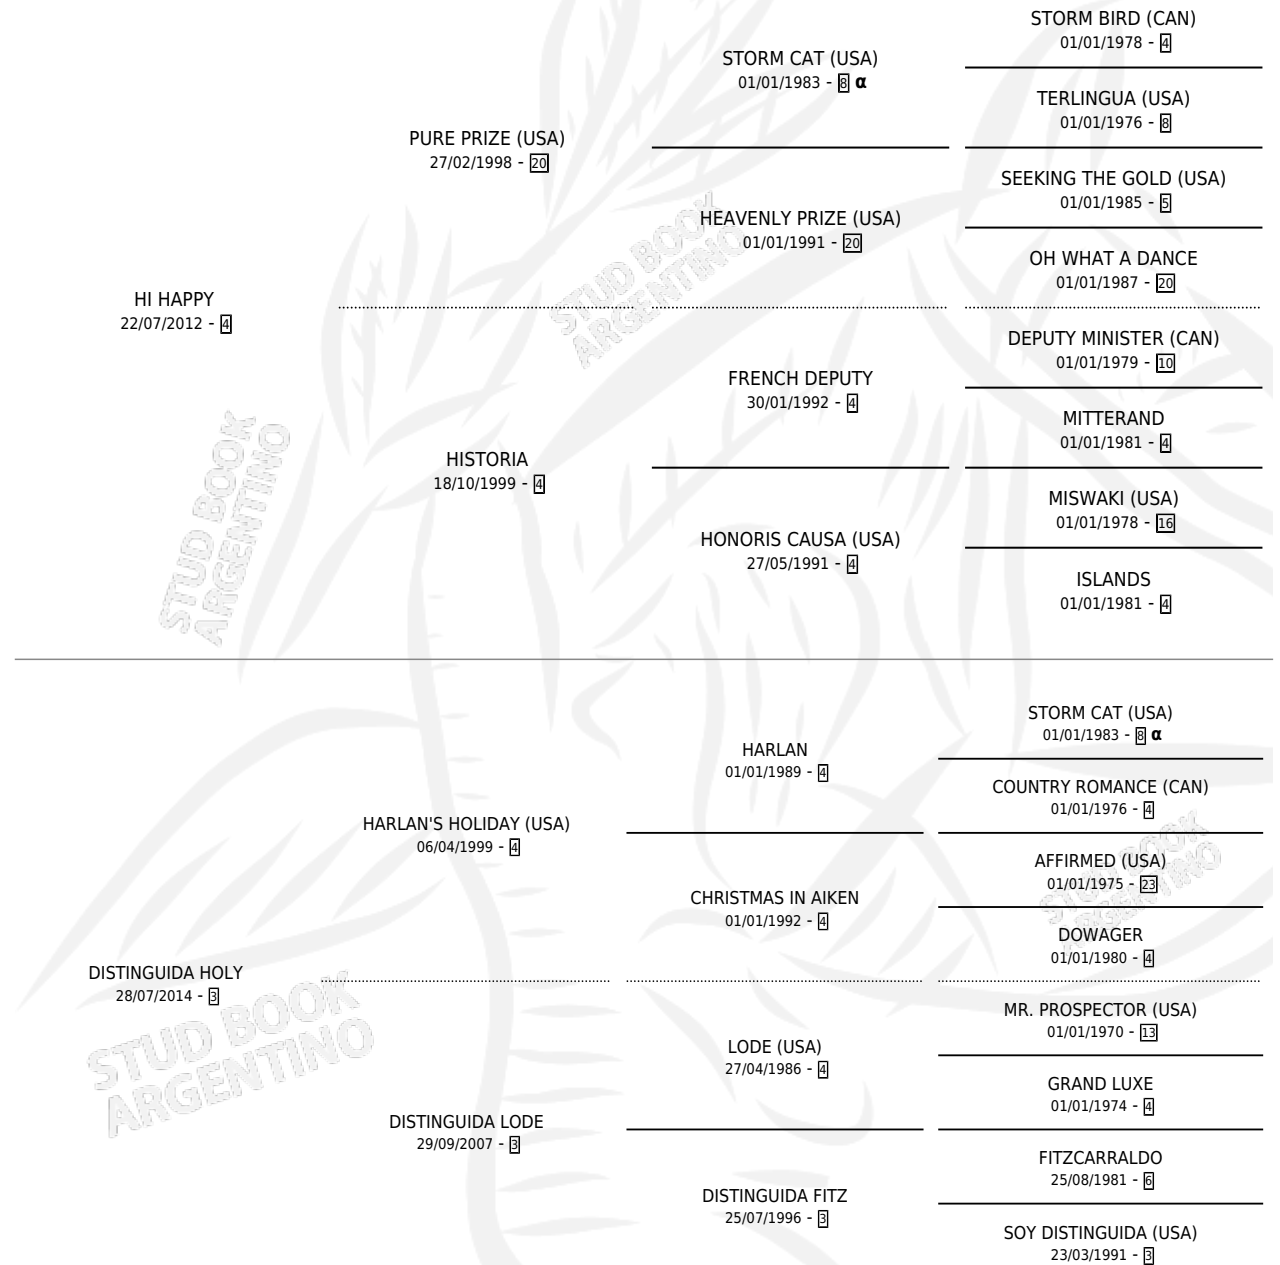 STORM BIRD (CAN)
01/01/1978 - 4
STORM CAT (USA)
01/01/1983 - 8 α
TERLINGUA (USA)
01/01/1976 - 8
PURE PRIZE (USA)
27/02/1998 - 20
SEEKING THE GOLD (USA)
01/01/1985 - 5
HEAVENLY PRIZE (USA)
01/01/1991 - 20
OH WHAT A DANCE
01/01/1987 - 20
HI HAPPY
22/07/2012 - 4
DEPUTY MINISTER (CAN)
01/01/1979 - 10
FRENCH DEPUTY
30/01/1992 - 4
MITTERAND
01/01/1981 - 4
HISTORIA
18/10/1999 - 4
MISWAKI (USA)
01/01/1978 - 16
HONORIS CAUSA (USA)
27/05/1991 - 4
ISLANDS
01/01/1981 - 4
STUD BOOK
ARGENTINO
STUD BOOK
ARGENTINO
STORM CAT (USA)
01/01/1983 - 8 α
HARLAN
01/01/1989 - 4
COUNTRY ROMANCE (CAN)
01/01/1976 - 4
HARLAN'S HOLIDAY (USA)
06/04/1999 - 4
AFFIRMED (USA)
01/01/1975 - 23
CHRISTMAS IN AIKEN
01/01/1992 - 4
DOWAGER
01/01/1980 - 4
DISTINGUIDA HOLY
28/07/2014 - 3
MR. PROSPECTOR (USA)
01/01/1970 - 13
LODE (USA)
27/04/1986 - 4
GRAND LUXE
01/01/1974 - 4
DISTINGUIDA LODE
29/09/2007 - 3
FITZCARRALDO
25/08/1981 - 6
DISTINGUIDA FITZ
25/07/1996 - 3
SOY DISTINGUIDA (USA)
23/03/1991 - 3
STUD BOOK
ARGENTINO
STUD BOOK
ARGENTINO